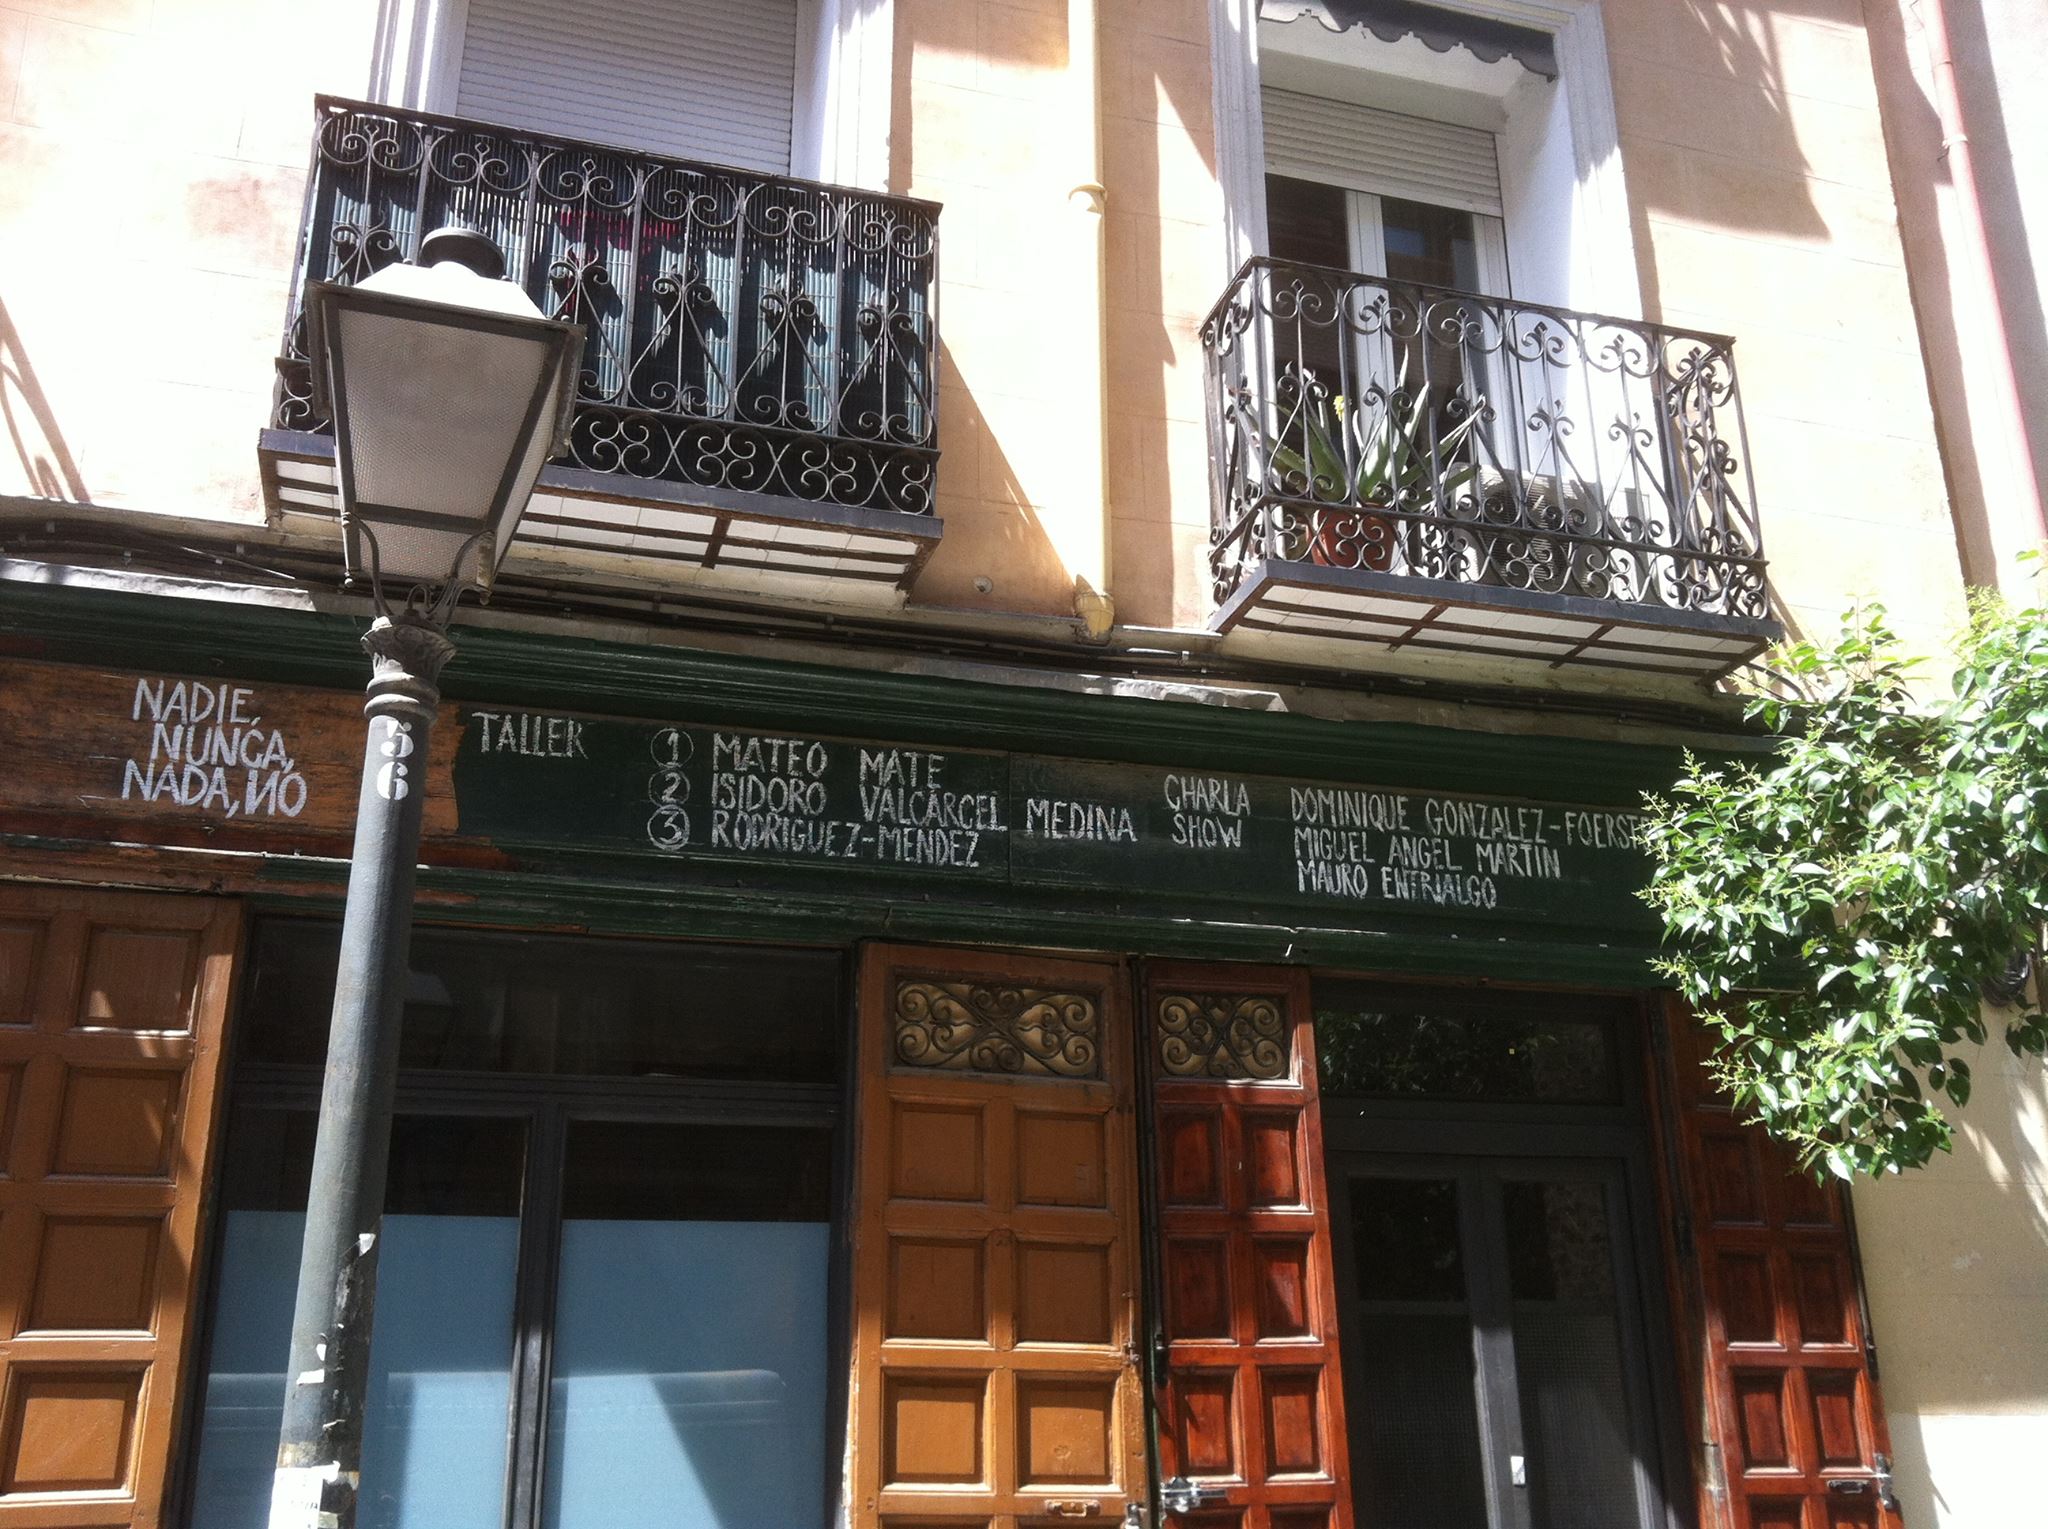 NADIE,
NUNCA,
NADA, NO
56
TALLER
1 MATEO MATE
2 ISIDORO VALCARCEL MEDINA
3 RODRIGUEZ-MENDEZ
CHARLA
SHOW
DOMINIQUE GONZALEZ-FOERSTE
MIGUEL ANGEL MARTIN
MAURO ENTRIALGO